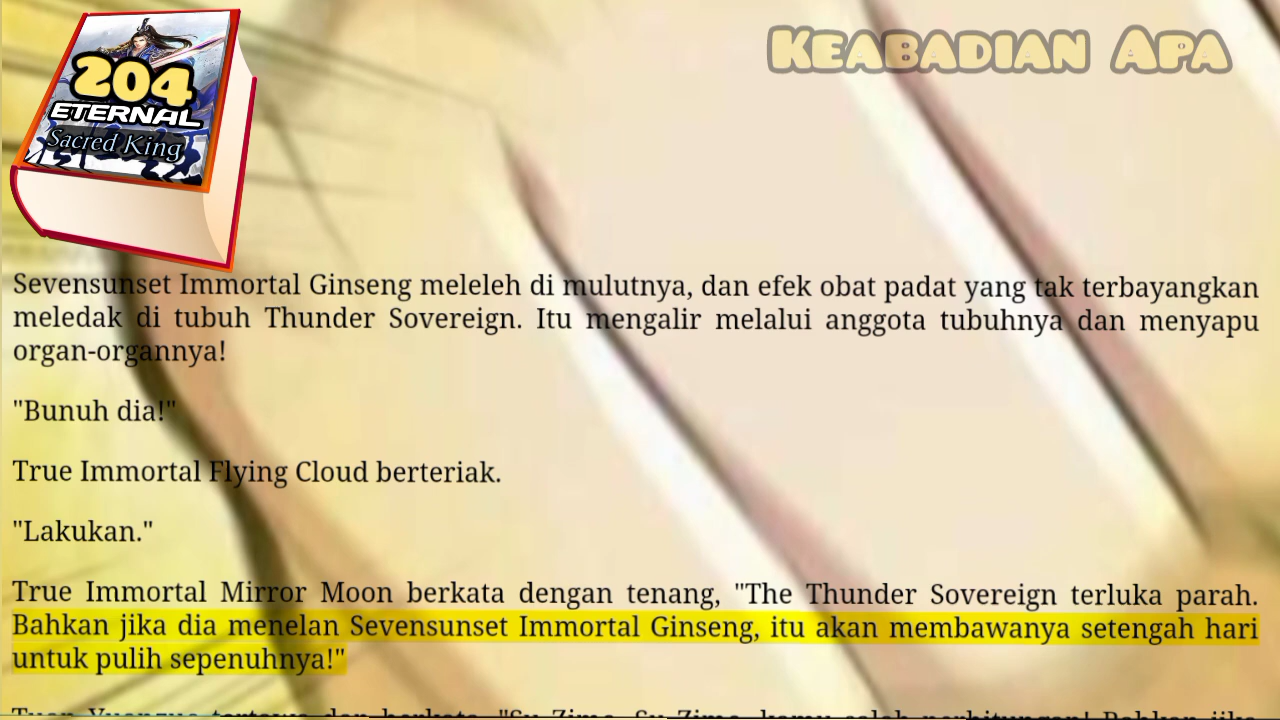 204
ETERNAL
Sacred King
KEABADIAN APA
Sevensunset Immortal Ginseng meleleh di mulutnya, dan efek obat padat yang tak terbayangkan
meledak di tubuh Thunder Sovereign. Itu mengalir melalui anggota tubuhnya dan menyapu
organ-organnya!
"Bunuh dia!"
True Immortal Flying Cloud berteriak.
"Lakukan."
True Immortal Mirror Moon berkata dengan tenang, "The Thunder Sovereign terluka parah.
Bahkan jika dia menelan Sevensunset Immortal Ginseng, itu akan membawanya setengah hari
untuk pulih sepenuhnya!"